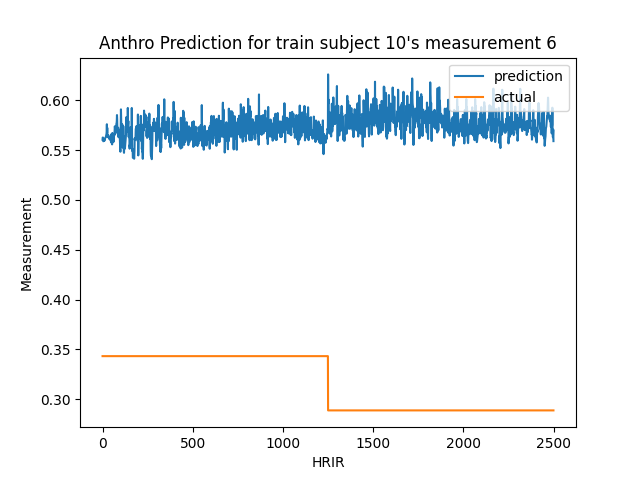 Anthro Prediction for train subject 10's measurement 6
prediction
actual
0.60
0.55
0.50
0.45
0.40
0.35
0.30
Measurement
0
500
1000
1500
2000
2500
HRIR